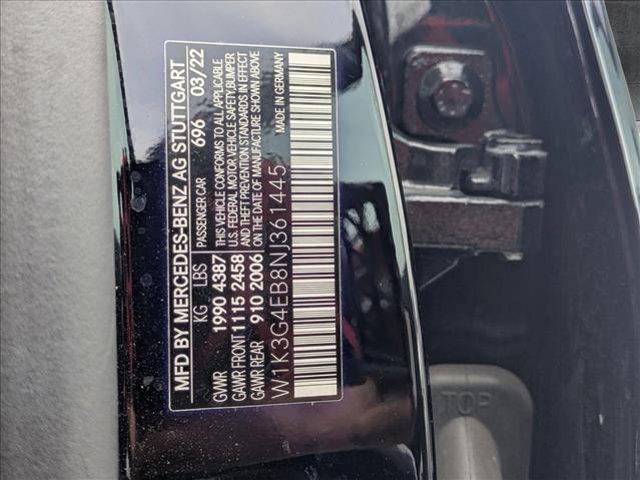 MFD BY MERCEDES-BENZ AG STUTTGART
PASSENGER CAR 696 03/22
KG LBS
THIS VEHICLE CONFORMS TO ALL APPLICABLE
U.S. FEDERAL MOTOR VEHICLE SAFETY,BUMPER
AND THEFT PREVENTION STANDARDS IN EFFECT
ON THE DATE OF MANUFACTURE SHOWN ABOVE
GVWR 1990 4387
GAWR FRONT 1115 2458
GAWR REAR 910 2006
MADE IN GERMANY
W1K3G4EB8NJ361445
TOP